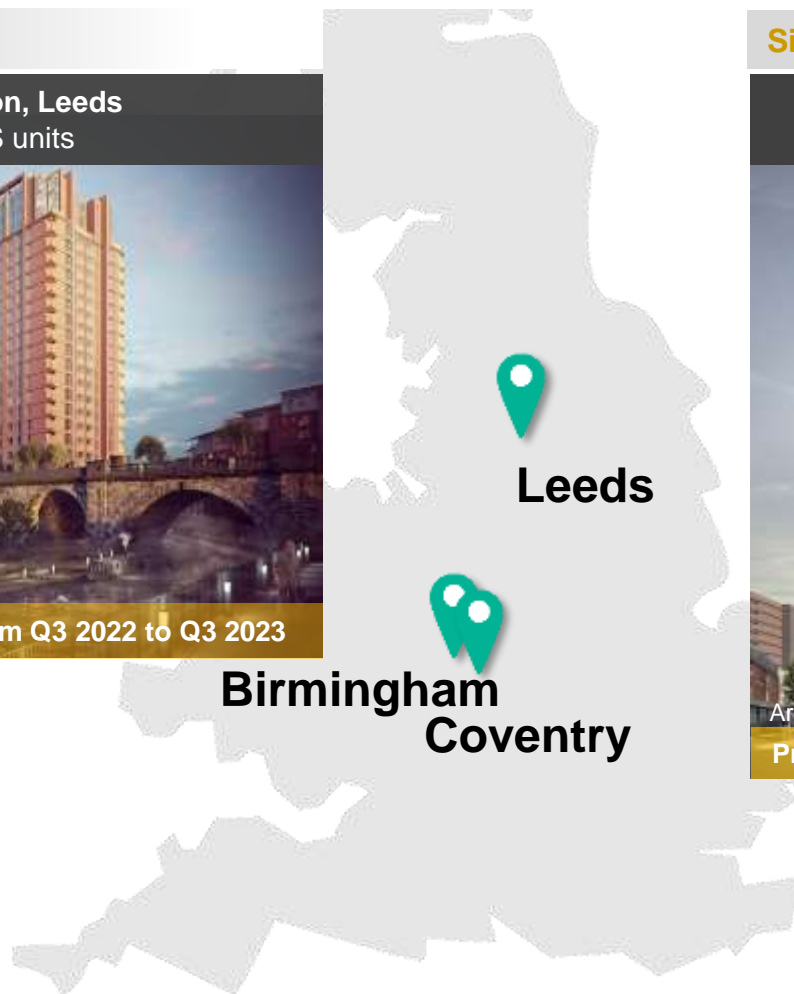 on, Leeds
S units
m Q3 2022 to Q3 2023
Leeds
Birmingham
Coventry
Si
Ar
Pr